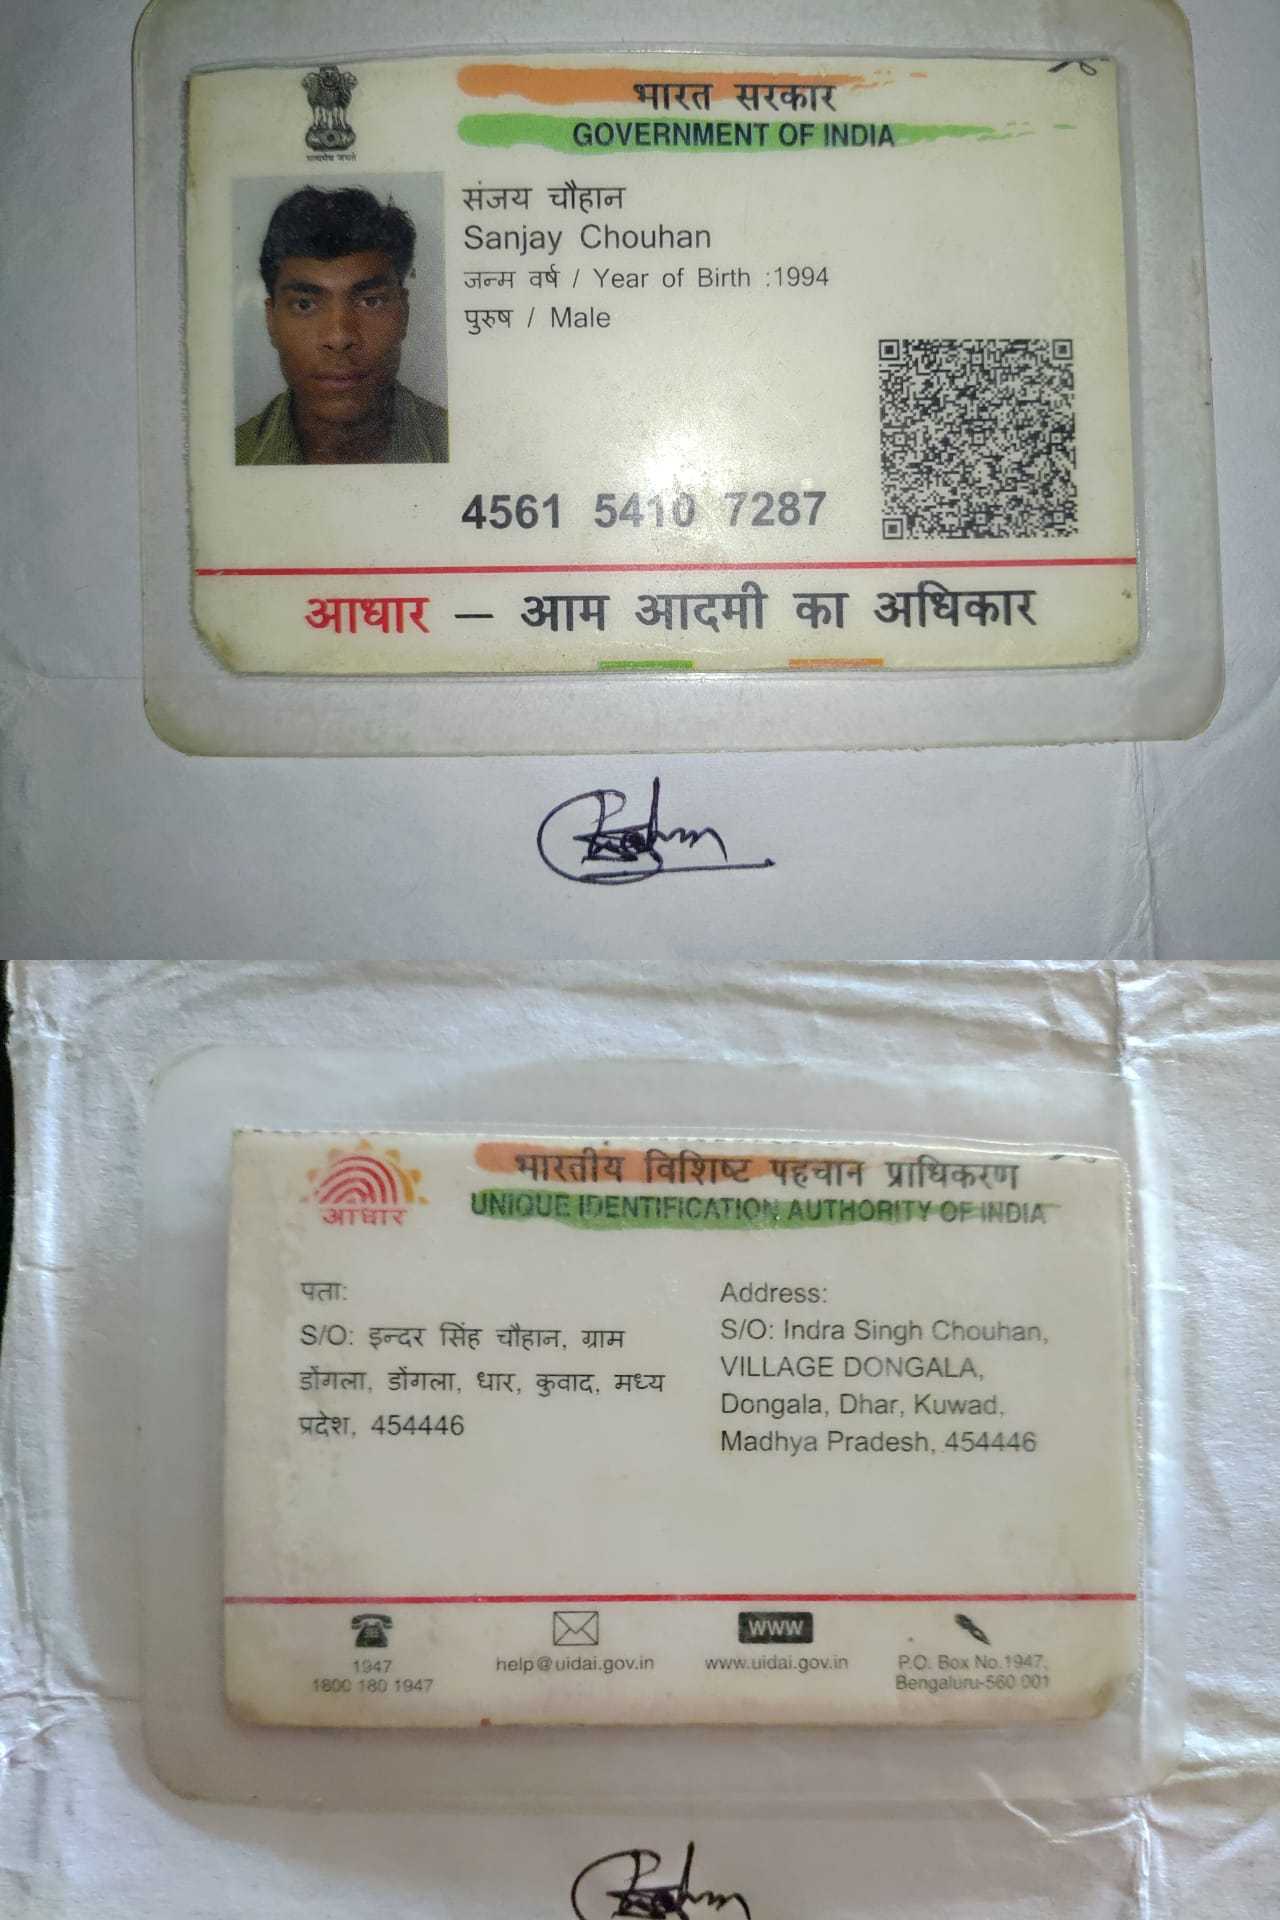 सत्यमेव जयते
भारत सरकार
GOVERNMENT OF INDIA
संजय चौहान
Sanjay Chouhan
जन्म वर्ष / Year of Birth :1994
पुरुष / Male
4561 5410 7287
आधार – आम आदमी का अधिकार
आधार
भारतीय विशिष्ट पहचान प्राधिकरण
UNIQUE IDENTIFICATION AUTHORITY OF INDIA
पता:
S/O: इन्दर सिंह चौहान, ग्राम
डोंगला, डोंगला, धार, कुवाद, मध्य
प्रदेश, 454446
Address:
S/O: Indra Singh Chouhan,
VILLAGE DONGALA,
Dongala, Dhar, Kuwad,
Madhya Pradesh, 454446
1947
1800 180 1947
help@uidai.gov.in
www
www.uidai.gov.in
P.O. Box No.1947,
Bengaluru-560 001